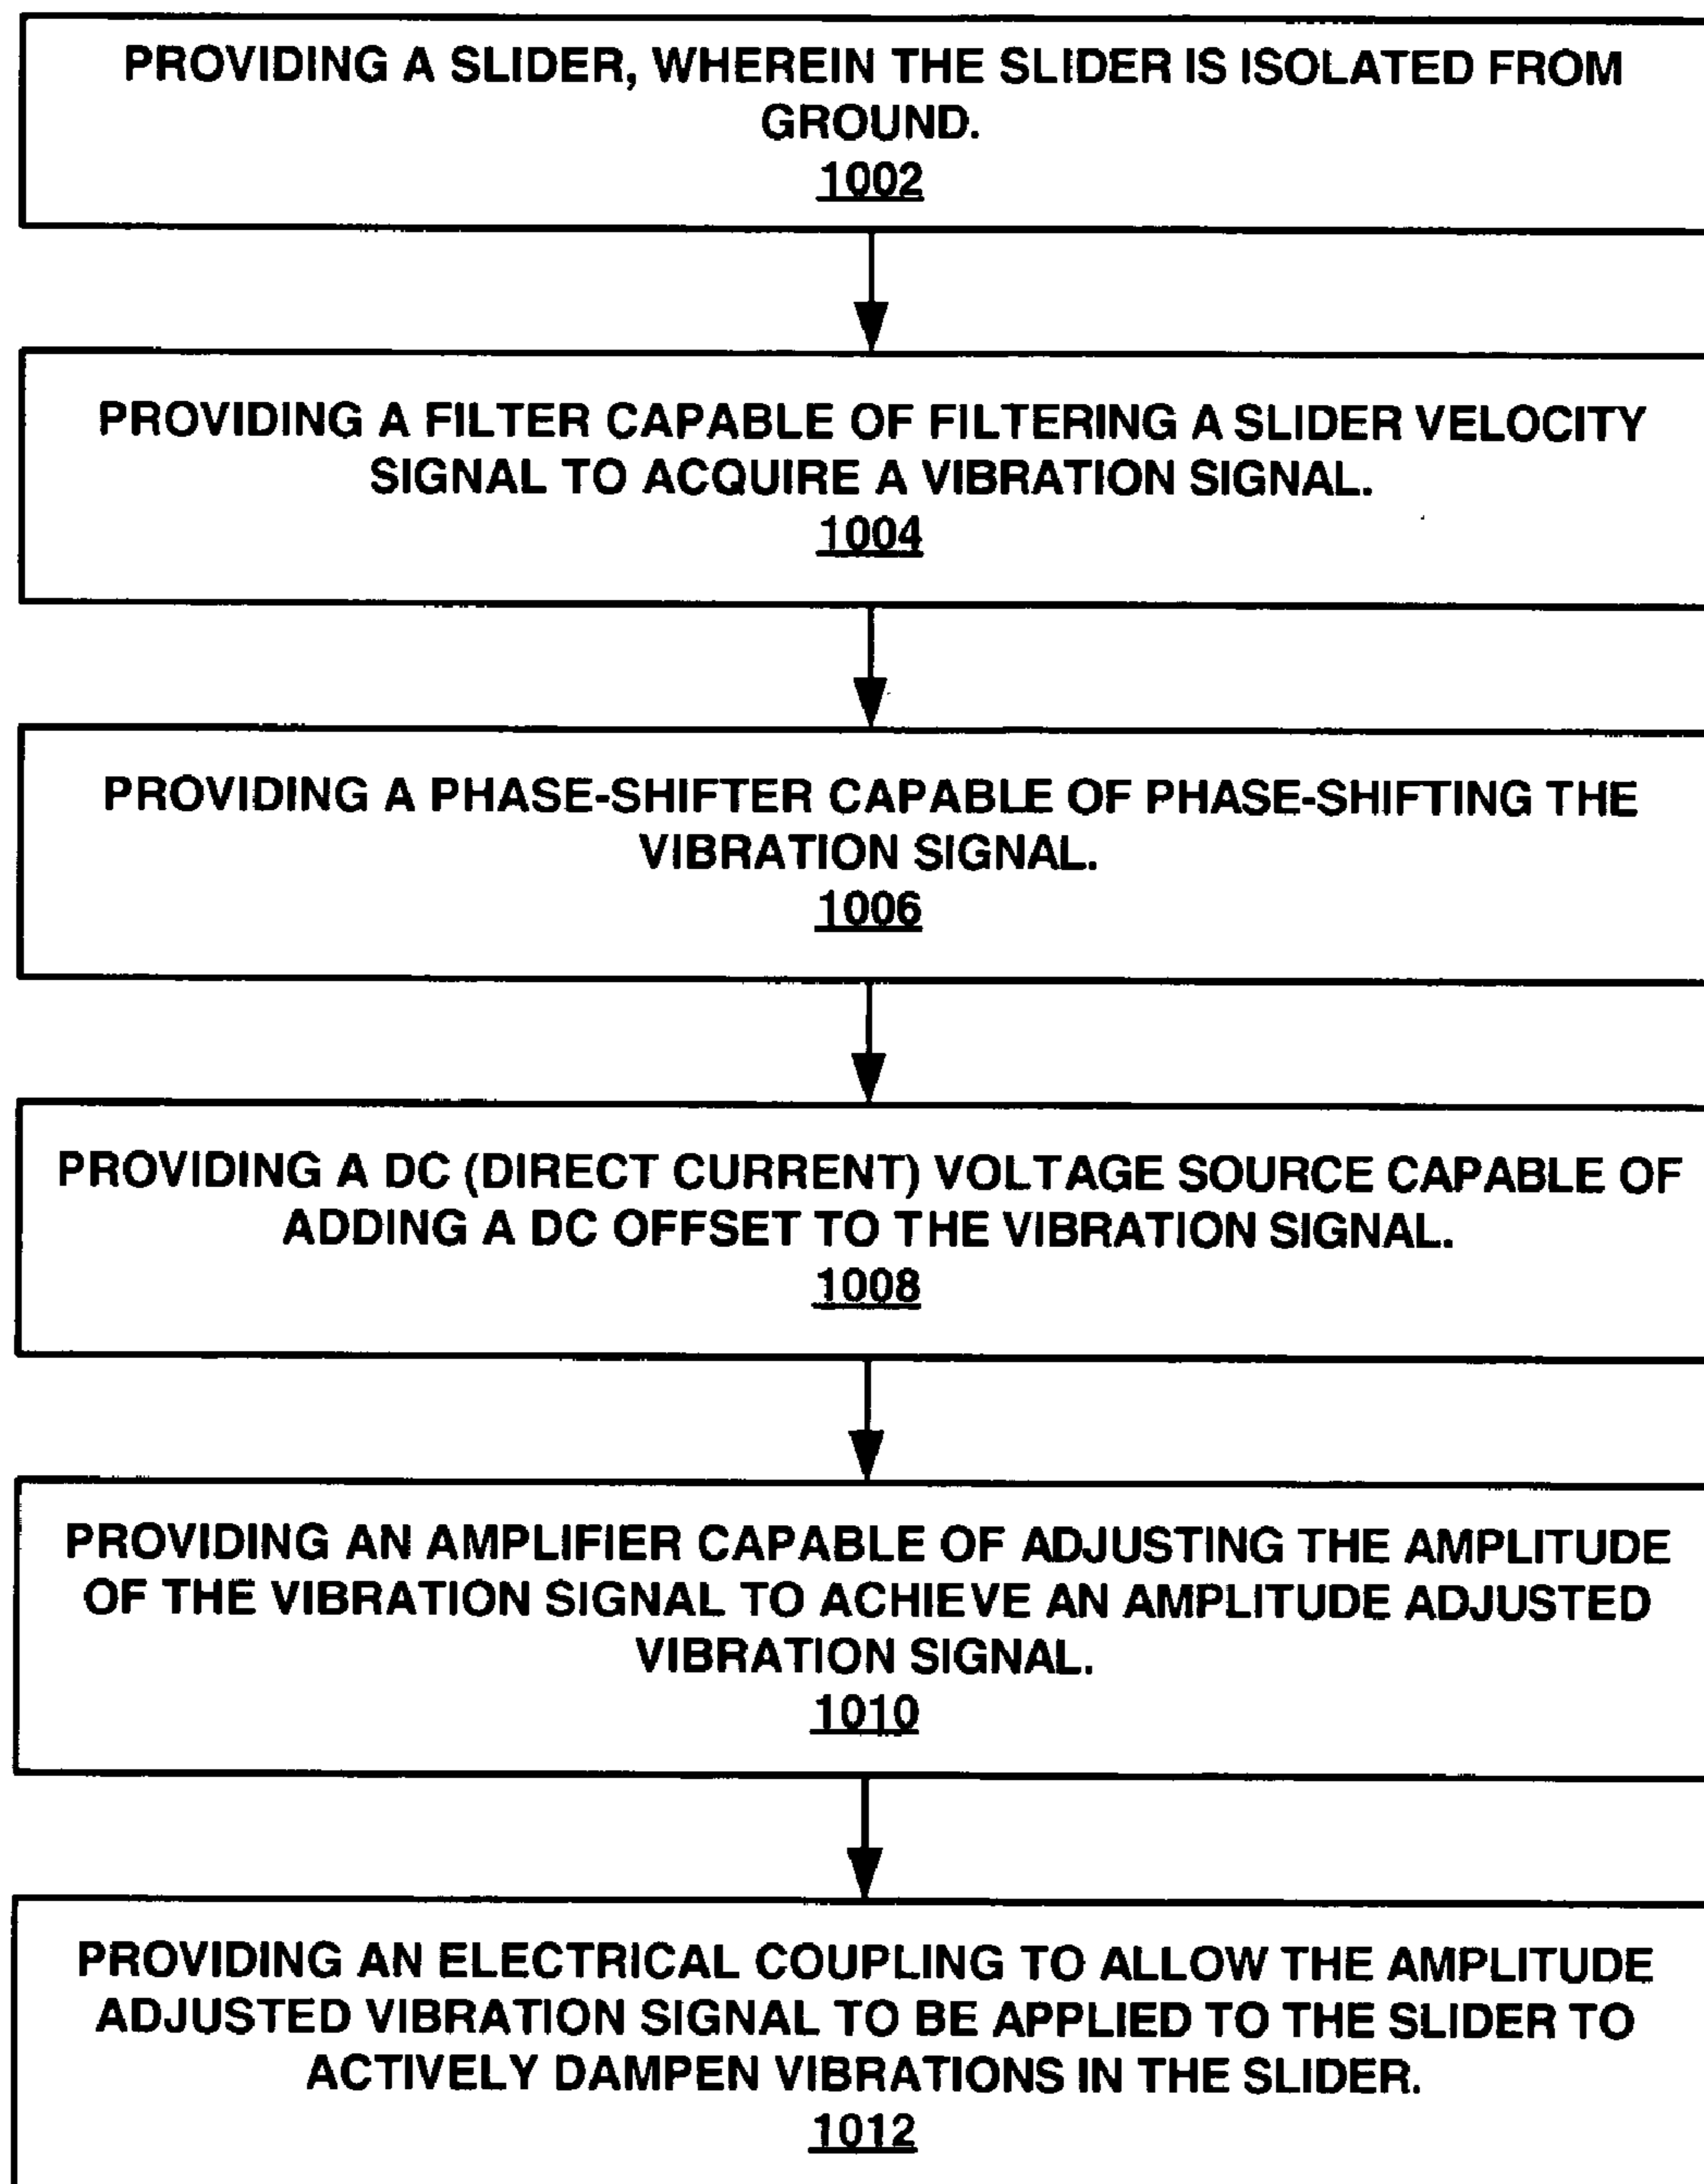 PROVIDING A SLIDER, WHEREIN THE SLIDER IS ISOLATED FROM
GROUND.
1002
PROVIDING A FILTER CAPABLE OF FILTERING A SLIDER VELOCITY
SIGNAL TO ACQUIRE A VIBRATION SIGNAL.
1004
PROVIDING A PHASE-SHIFTER CAPABLE OF PHASE-SHIFTING THE
VIBRATION SIGNAL.
1006
PROVIDING A DC (DIRECT CURRENT) VOLTAGE SOURCE CAPABLE OF
ADDING A DC OFFSET TO THE VIBRATION SIGNAL.
1008
PROVIDING AN AMPLIFIER CAPABLE OF ADJUSTING THE AMPLITUDE
OF THE VIBRATION SIGNAL TO ACHIEVE AN AMPLITUDE ADJUSTED
VIBRATION SIGNAL.
1010
PROVIDING AN ELECTRICAL COUPLING TO ALLOW THE AMPLITUDE
ADJUSTED VIBRATION SIGNAL TO BE APPLIED TO THE SLIDER TO
ACTIVELY DAMPEN VIBRATIONS IN THE SLIDER.
1012